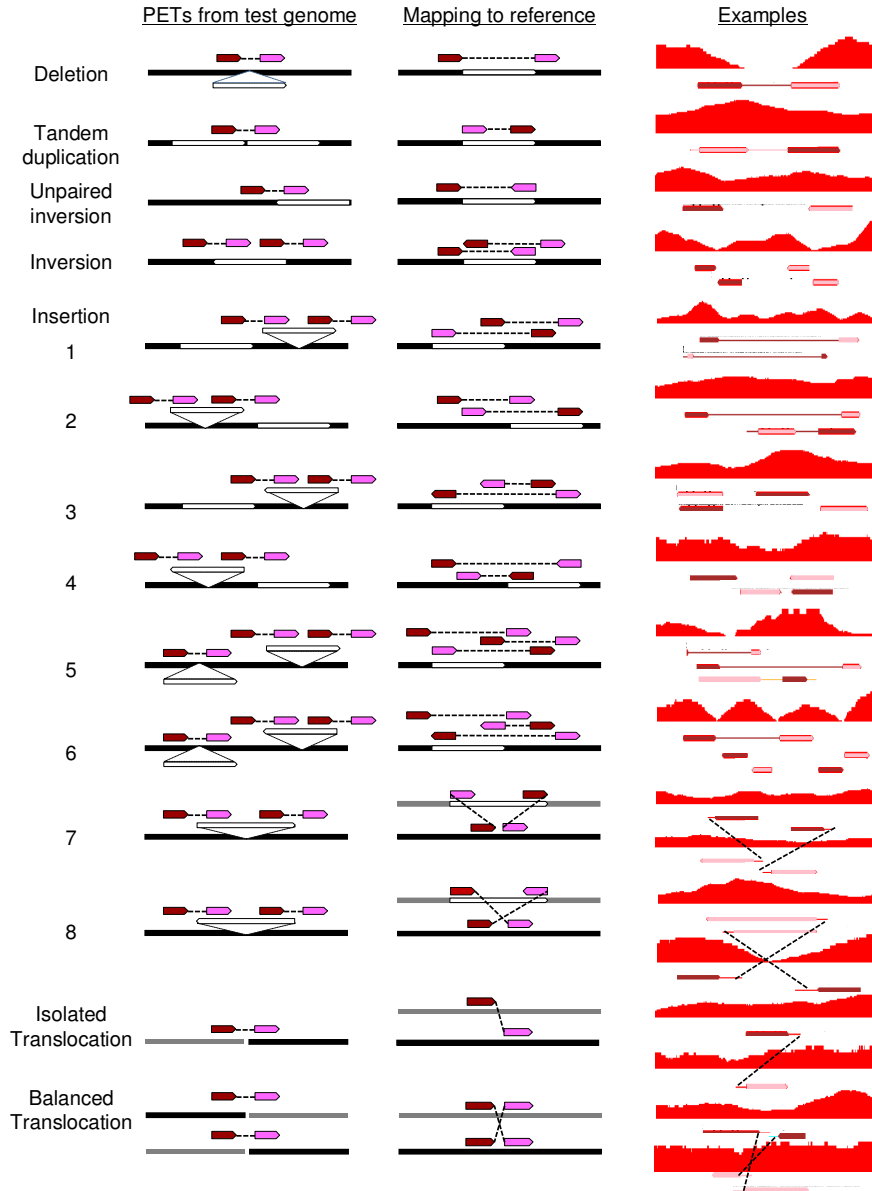 PETs from test genome
Mapping to reference
Examples
Deletion
Tandem
duplication
Unpaired
inversion
Inversion
Insertion
1
2
3
4
5
6
7
8
Isolated
Translocation
Balanced
Translocation